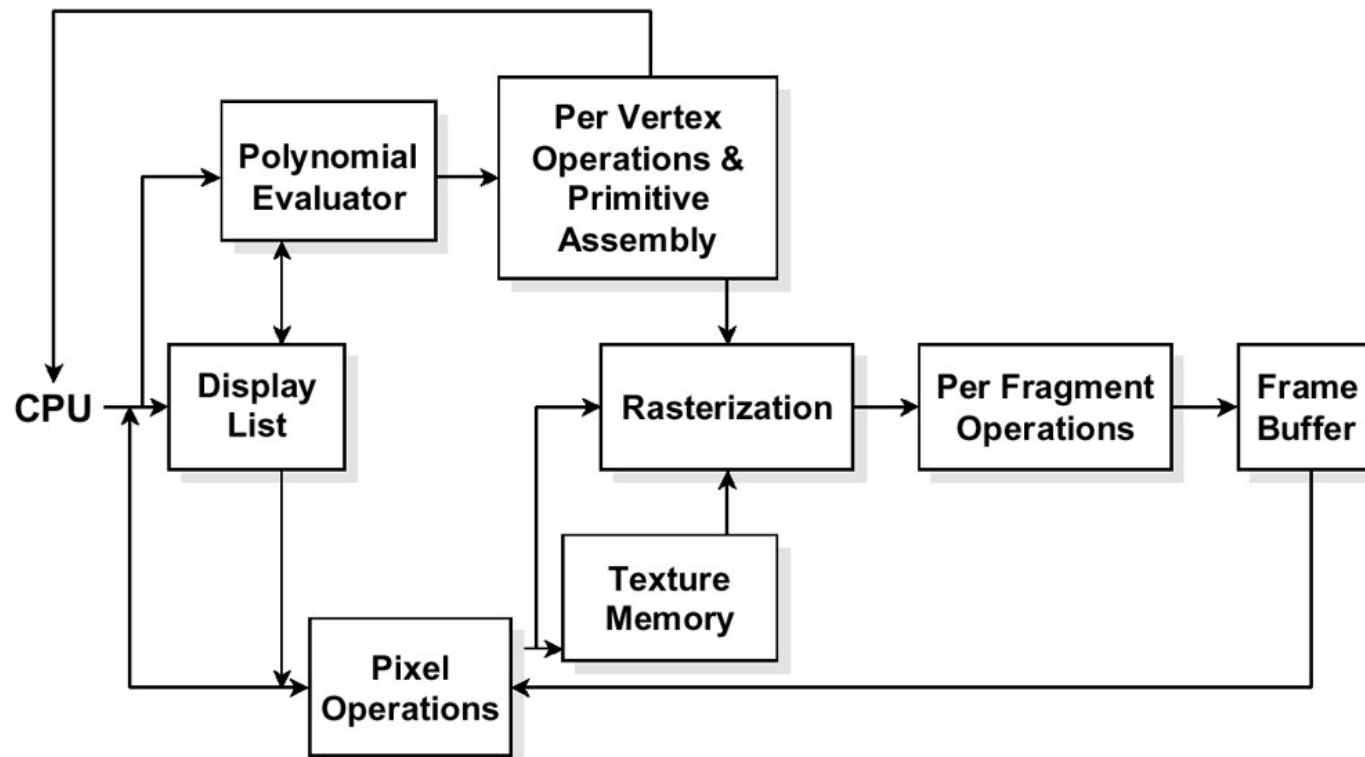 Per Vertex
Operations &
Primitive
Assembly
Polynomial
Evaluator
CPU
Display
List
Rasterization
Per Fragment
Operations
Frame
Buffer
Texture
Memory
Pixel
Operations